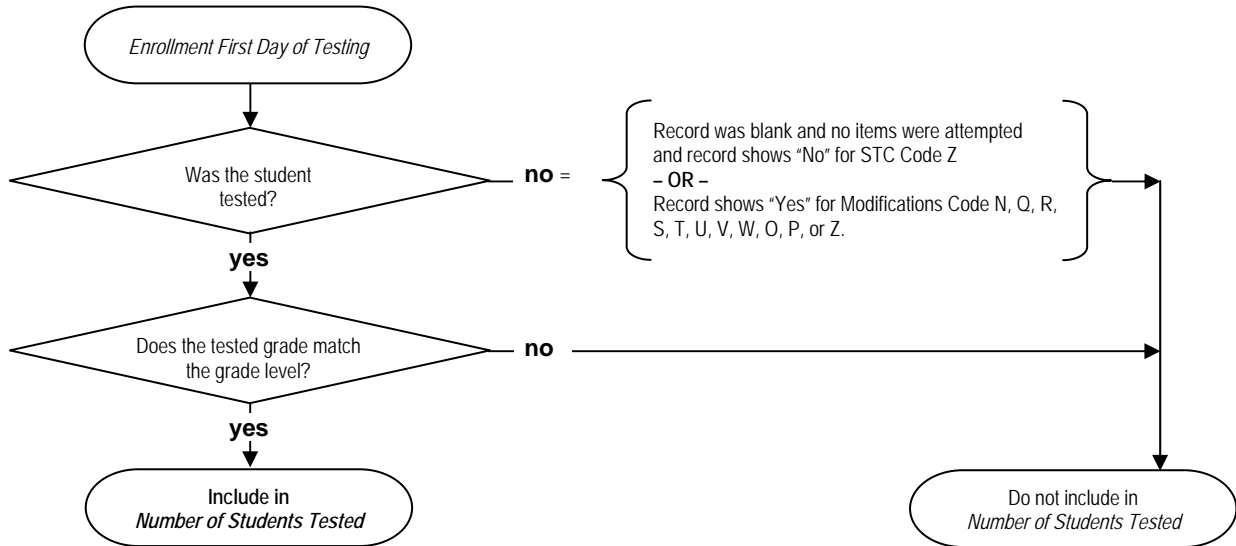 Enrollment First Day of Testing
Was the student
tested?
no =
Record was blank and no items were attempted
and record shows “No” for STC Code Z
– OR –
Record shows “Yes” for Modifications Code N, Q, R,
S, T, U, V, W, O, P, or Z.
yes
Does the tested grade match
the grade level?
no
yes
Include in
Number of Students Tested
Do not include in
Number of Students Tested